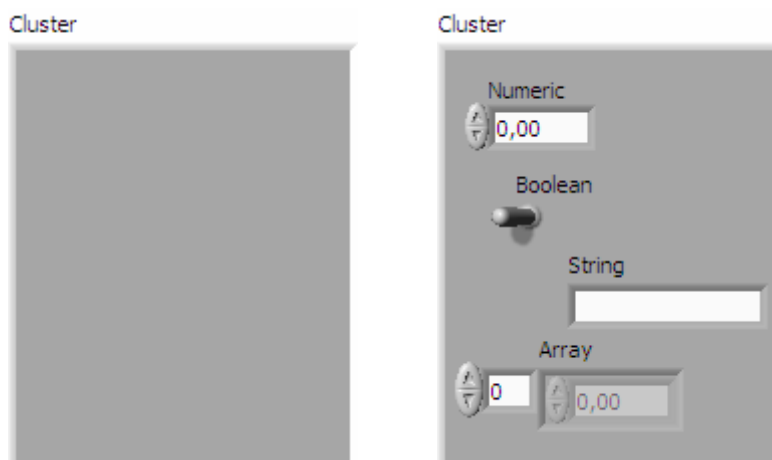 Cluster
Cluster
Numeric
0,00
Boolean
String
Array
0
0,00